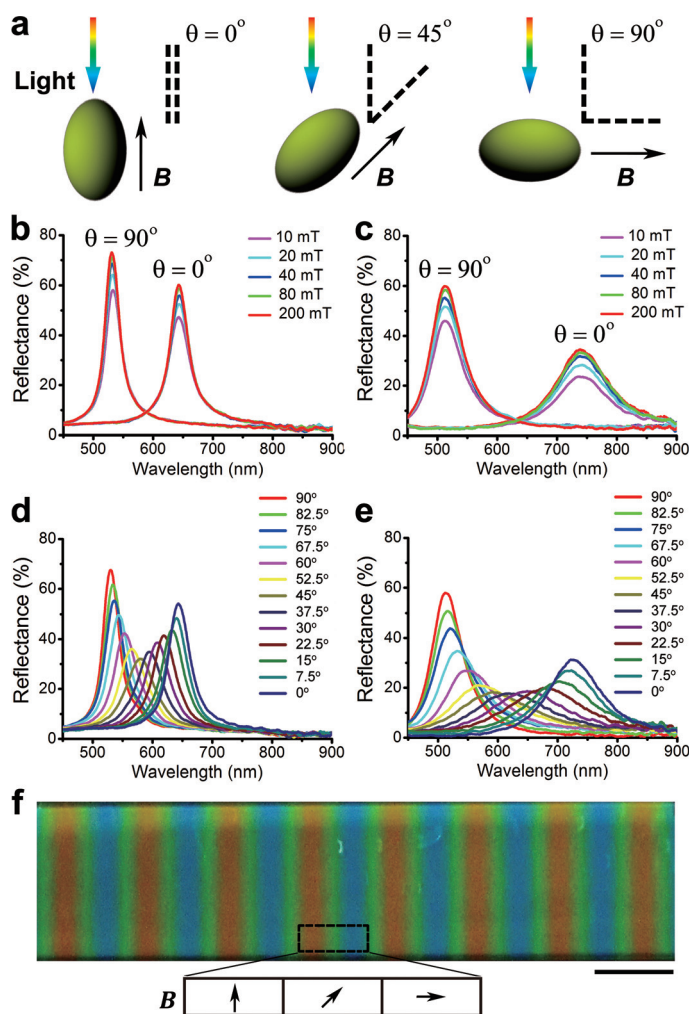 a
θ = 0°
θ = 45°
θ = 90°
Light
B
B
B
b
θ = 90°
θ = 0°
10 mT
20 mT
40 mT
80 mT
200 mT
Reflectance (%)
80
60
40
20
0
500 600 700 800 900
Wavelength (nm)
c
θ = 90°
θ = 0°
10 mT
20 mT
40 mT
80 mT
200 mT
Reflectance (%)
80
60
40
20
0
500 600 700 800 900
Wavelength (nm)
d
90°
82.5°
75°
67.5°
60°
52.5°
45°
37.5°
30°
22.5°
15°
7.5°
0°
Reflectance (%)
80
60
40
20
0
500 600 700 800 900
Wavelength (nm)
e
90°
82.5°
75°
67.5°
60°
52.5°
45°
37.5°
30°
22.5°
15°
7.5°
0°
Reflectance (%)
80
60
40
20
0
500 600 700 800 900
Wavelength (nm)
f
B